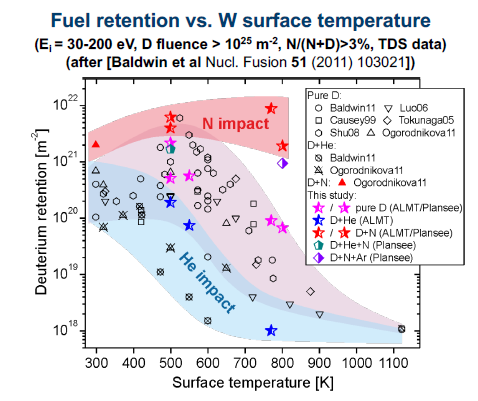 Fuel retention vs. W surface temperature
(Eᵢ = 30-200 eV, D fluence > 10²⁵ m⁻², N/(N+D)>3%, TDS data)
(after [Baldwin et al Nucl. Fusion 51 (2011) 103021])
Deuterium retention [m⁻²]
10²²
10²¹
10²⁰
10¹⁹
10¹⁸
N impact
He impact
Pure D:
Baldwin11 Luo06
Causey99 Tokunaga05
Shu08 Ogorodnikova11
D+He:
Baldwin11
Ogorodnikova11
D+N: Ogorodnikova11
This study:
/ pure D (ALMT/Plansee)
D+He (ALMT)
/ D+N (ALMT/Plansee)
D+He+N (Plansee)
D+N+Ar (Plansee)
300 400 500 600 700 800 900 1000 1100
Surface temperature [K]